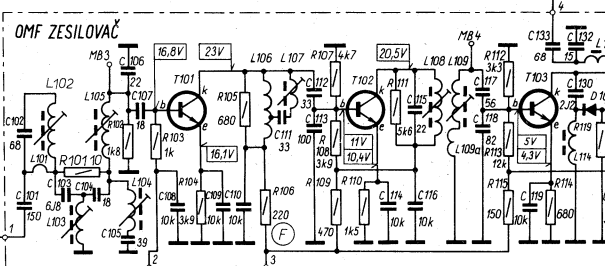 4
OMF ZESILOVAČ
MB3
16,8V
23V
20,5V
MB4
C133
68
C132
15
L102
C106
22
L105
C107
18
T101
k
b
e
L106
L107
R107
4k7
C112
33
T102
k
b
e
R111
5k6
L108
L109
C117
56
R112
3k3
T103
k
b
e
C130
2J2
C102
68
R102
1k8
R103
1k
R105
680
C111
33
C113
100
R108
3k9
C115
22
L109a
C118
82
R113
12k
L114
L101
R101
10
16,1V
11V
10,4V
5V
4,3V
C101
150
C103
6J8
C104
18
L104
L103
C105
39
C108
10k
R104
3k9
C109
10k
C110
10k
R106
220
F
R109
470
R110
1k5
C114
10k
C116
10k
R115
150
C119
10k
R114
680
1
2
3